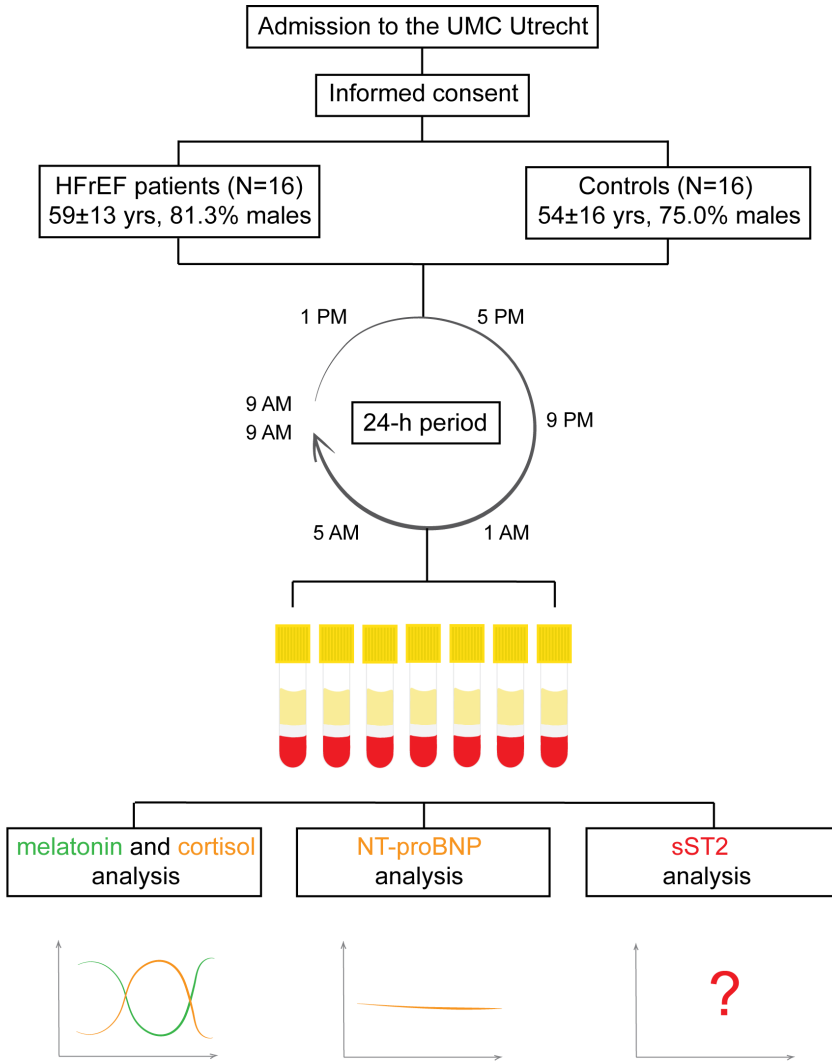 Admission to the UMC Utrecht
Informed consent
HFrEF patients (N=16)
59±13 yrs, 81.3% males
Controls (N=16)
54±16 yrs, 75.0% males
1 PM
5 PM
9 AM
9 AM
24-h period
9 PM
5 AM
1 AM
melatonin and cortisol
analysis
NT-proBNP
analysis
sST2
analysis
?